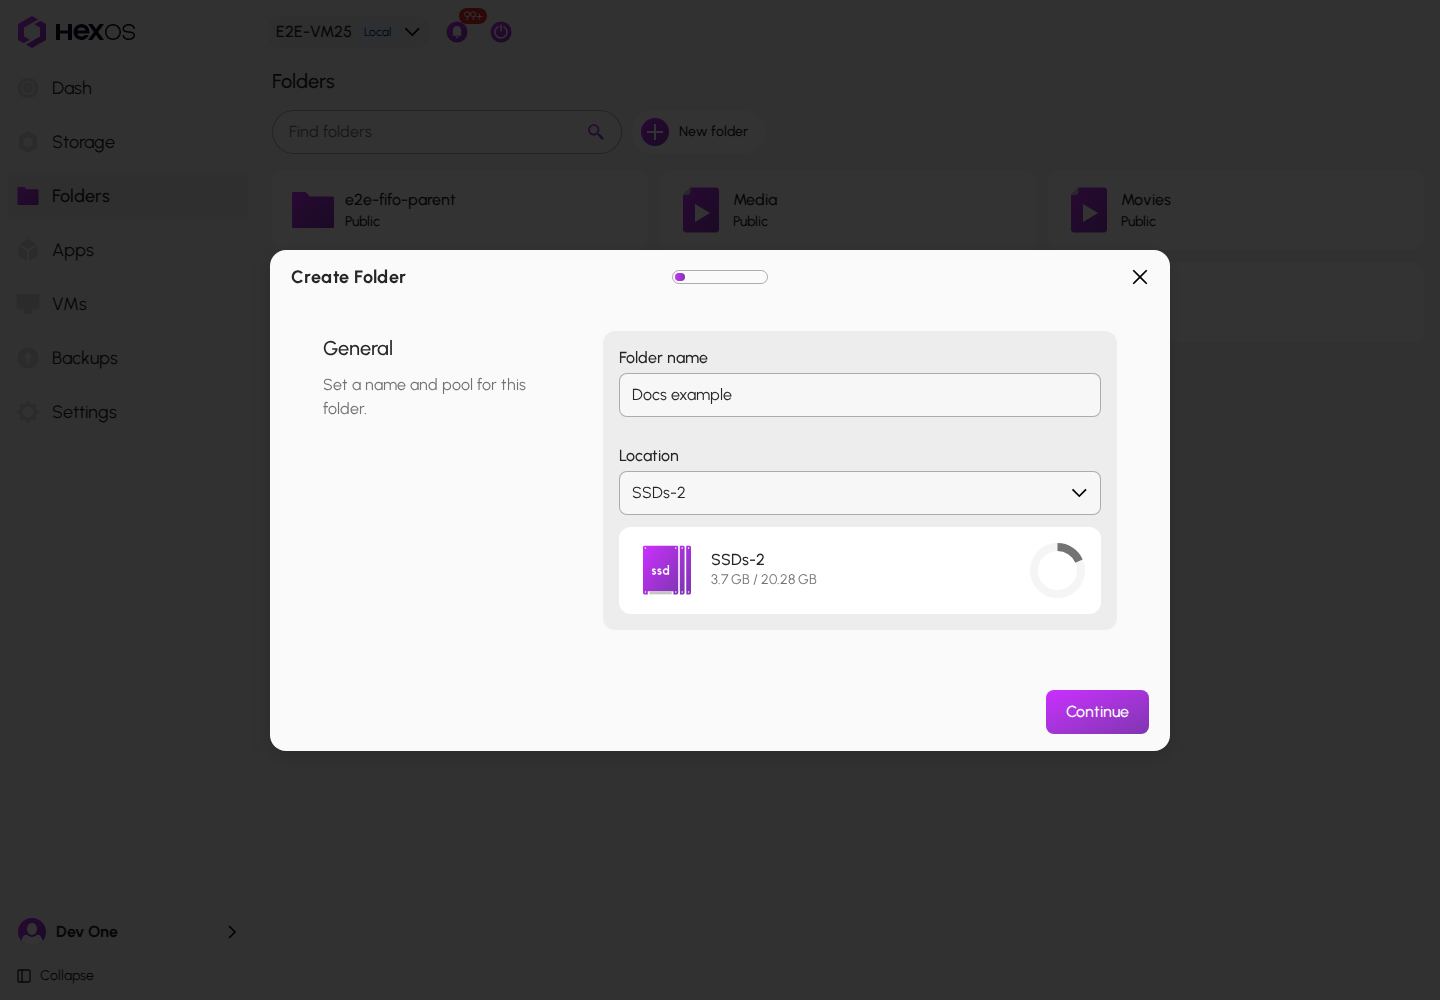 HexOS
E2E-VM25 Local
99+
Dash
Storage
Folders
Apps
VMs
Backups
Settings
Folders
Find folders
New folder
e2e-fifo-parent
Public
Media
Public
Movies
Public
Create Folder
General
Set a name and pool for this
folder.
Folder name
Docs example
Location
SSDs-2
ssd
SSDs-2
3.7 GB / 20.28 GB
Continue
Dev One
Collapse